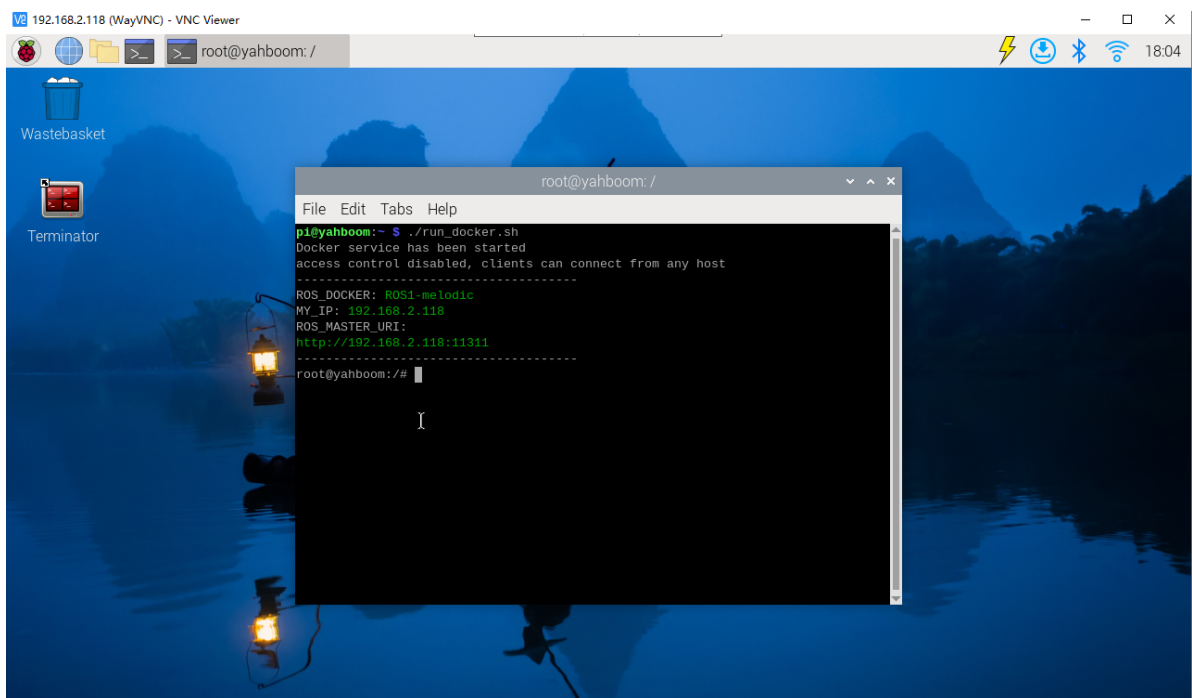 V2 192.168.2.118 (WayVNC) - VNC Viewer
>_ >_ root@yahboom: / 18:04
Wastebasket
Terminator
root@yahboom: /
File Edit Tabs Help
pi@yahboom:~ $ ./run_docker.sh
Docker service has been started
access control disabled, clients can connect from any host
--------------------------------------
ROS_DOCKER: ROS1-melodic
MY_IP: 192.168.2.118
ROS_MASTER_URI:
http://192.168.2.118:11311
--------------------------------------
root@yahboom:/#